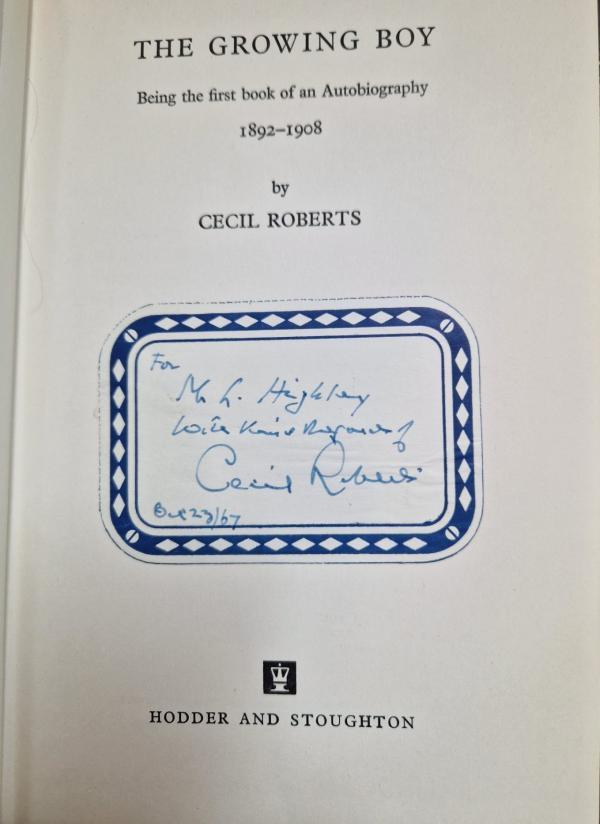 THE GROWING BOY
Being the first book of an Autobiography
1892–1908
by
CECIL ROBERTS
For
Mr L. Highley
with Kind Regards of
Cecil Roberts
23/67
HODDER AND STOUGHTON